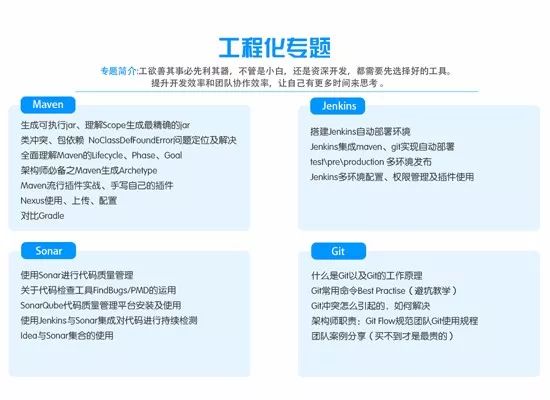 工程化专题
专题简介:工欲善其事必先利其器，不管是小白，还是资深开发，都需要先选择好的工具。
提升开发效率和团队协作效率，让自己有更多时间来思考 。
Maven
生成可执行jar、理解Scope生成最精确的jar
类冲突、包依赖 NoClassDefFoundError问题定位及解决
全面理解Maven的Lifecycle、Phase、Goal
架构师必备之Maven生成Archetype
Maven流行插件实战、手写自己的插件
Nexus使用、上传、配置
对比Gradle
Jenkins
搭建Jenkins自动部署环境
Jenkins集成maven、git实现自动部署
test\pre\production 多环境发布
Jenkins多环境配置、权限管理及插件使用
Sonar
使用Sonar进行代码质量管理
关于代码检查工具FindBugs/PMD的运用
SonarQube代码质量管理平台安装及使用
使用Jenkins与Sonar集成对代码进行持续检测
Idea与Sonar集合的使用
Git
什么是Git以及Git的工作原理
Git常用命令Best Practise（避坑教学）
Git冲突怎么引起的，如何解决
架构师职责：Git Flow规范团队Git使用规程
团队案例分享（买不到才是最贵的）